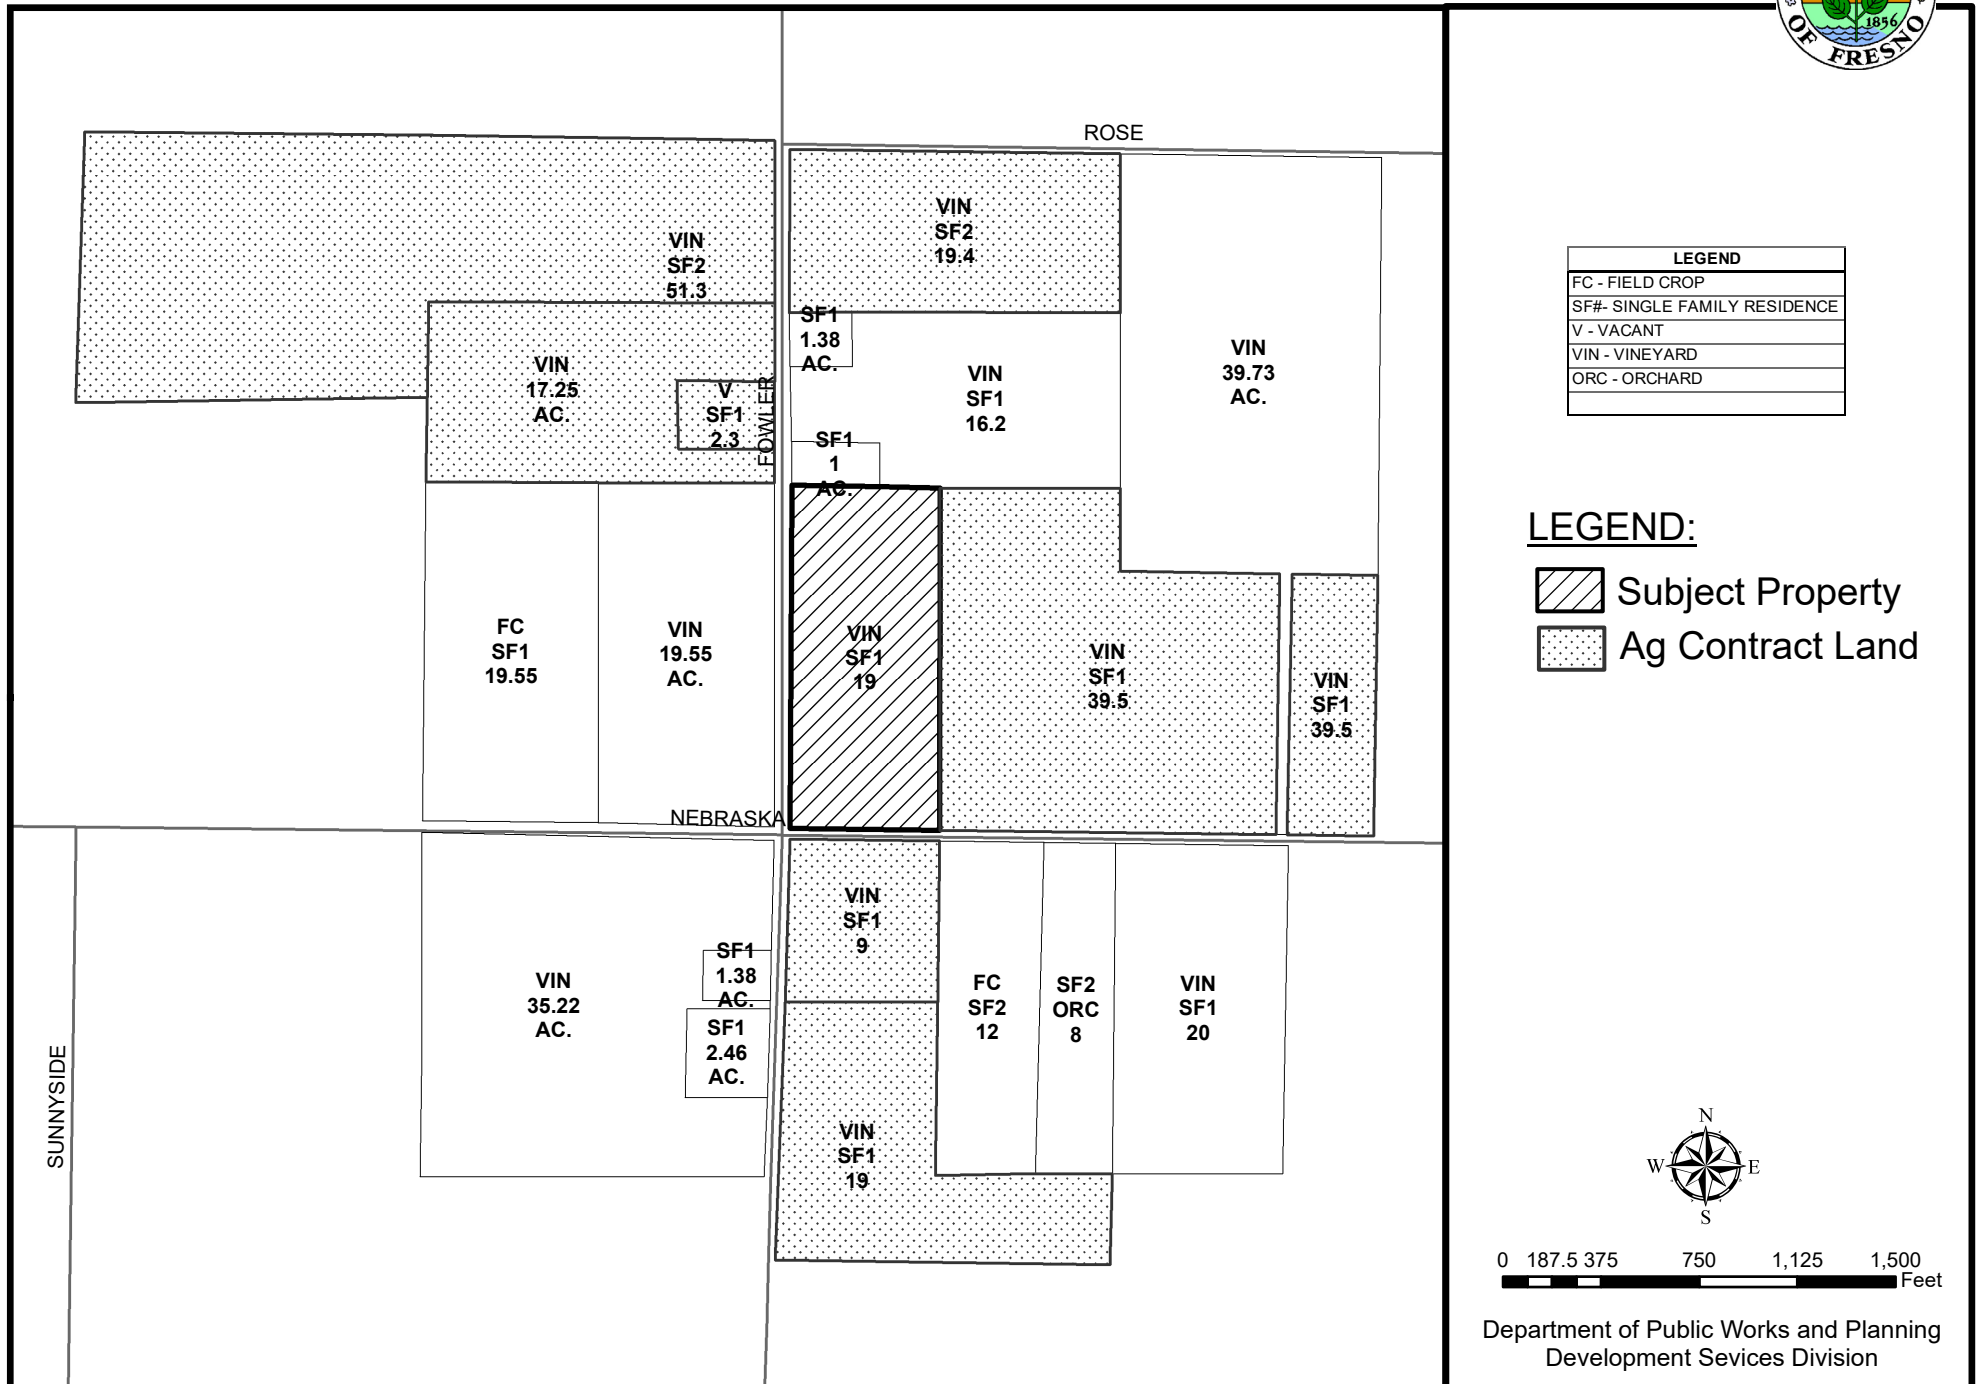 1856
OF FRESNO
ROSE
VIN
SF2
51.3
VIN
SF2
19.4
SF1
1.38
AC.
VIN
39.73
AC.
VIN
17.25
AC.
V
SF1
2.3
FOWLER
VIN
SF1
16.2
SF1
1
AC.
FC
SF1
19.55
VIN
19.55
AC.
VIN
SF1
19
VIN
SF1
39.5
VIN
SF1
39.5
NEBRASKA
VIN
35.22
AC.
SF1
1.38
AC.
SF1
2.46
AC.
VIN
SF1
9
FC
SF2
12
SF2
ORC
8
VIN
SF1
20
VIN
SF1
19
SUNNYSIDE
LEGEND
FC - FIELD CROP
SF#- SINGLE FAMILY RESIDENCE
V - VACANT
VIN - VINEYARD
ORC - ORCHARD
LEGEND:
Subject Property
Ag Contract Land
N
W E
S
0 187.5 375 750 1,125 1,500
Feet
Department of Public Works and Planning
Development Sevices Division